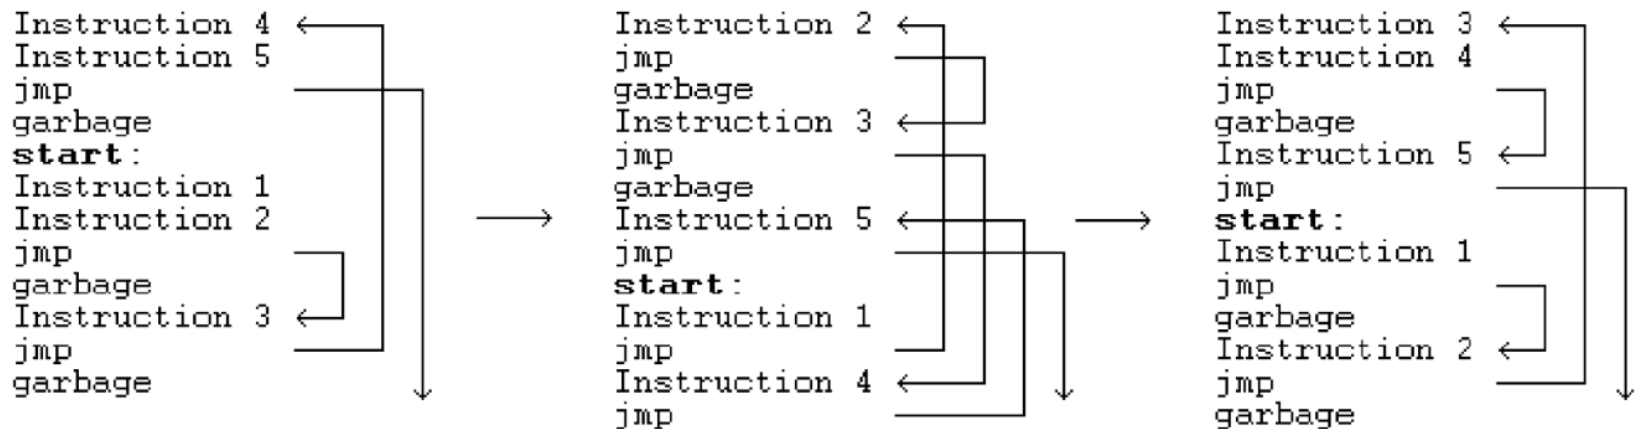 Instruction 4
Instruction 5
jmp
garbage
start:
Instruction 1
Instruction 2
jmp
garbage
Instruction 3
jmp
garbage
Instruction 2
jmp
garbage
Instruction 3
jmp
garbage
Instruction 5
jmp
start:
Instruction 1
jmp
Instruction 4
jmp
Instruction 3
Instruction 4
jmp
garbage
Instruction 5
jmp
start:
Instruction 1
jmp
garbage
Instruction 2
jmp
garbage